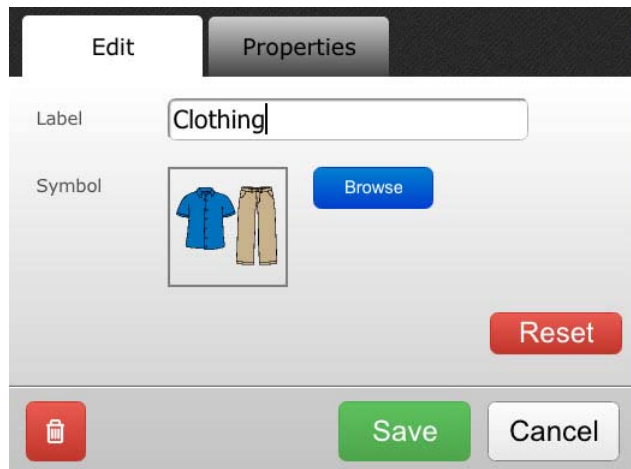 Edit Properties
Label Clothing
Symbol Browse
Reset
Save Cancel